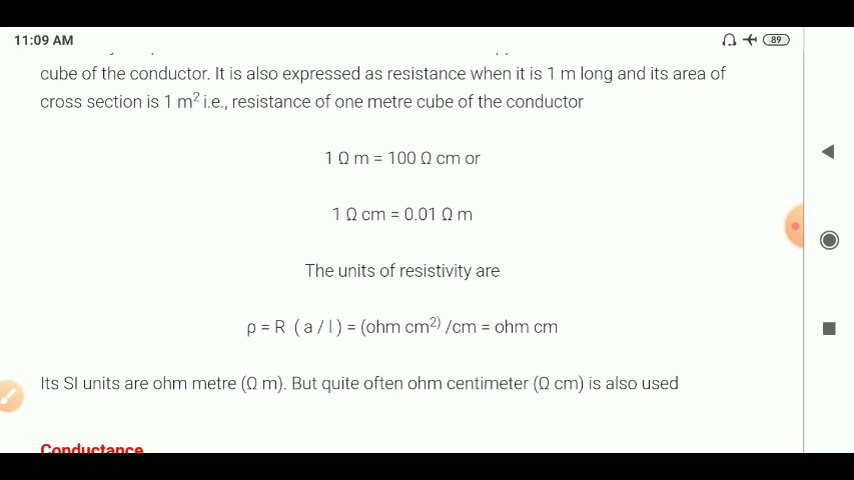 11:09 AM
89
cube of the conductor. It is also expressed as resistance when it is 1 m long and its area of
cross section is 1 m² i.e., resistance of one metre cube of the conductor
1 Ω m = 100 Ω cm or
1 Ω cm = 0.01 Ω m
The units of resistivity are
ρ = R ( a / l ) = (ohm cm²⁾ /cm = ohm cm
Its SI units are ohm metre (Ω m). But quite often ohm centimeter (Ω cm) is also used
Conductance